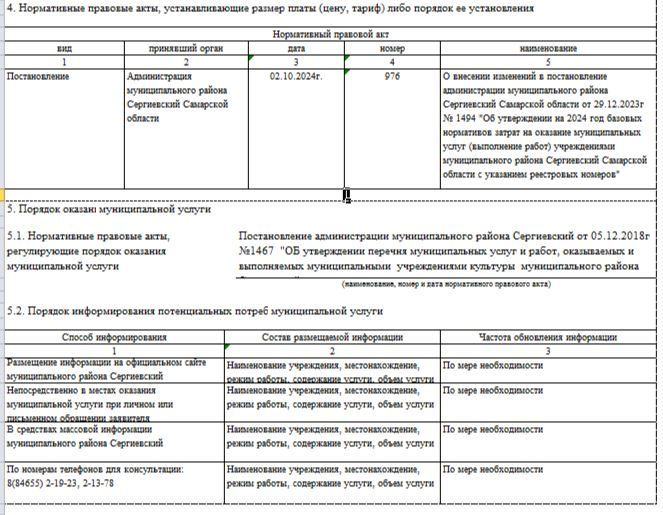 4. Нормативные правовые акты, устанавливающие размер платы (цену, тариф) либо порядок ее установления
Нормативный правовой акт
вид принявший орган дата номер наименование
1 2 3 4 5
Постановление
Администрация
муниципального района
Сергиевский Самарской
области
02.10.2024г.
976
О внесении изменений в постановление
администрации муниципального района
Сергиевский Самарской области от 29.12.2023г
№ 1494 "Об утверждении на 2024 год базовых
нормативов затрат на оказание муниципальных
услуг (выполнение работ) учреждениями
муниципального района Сергиевский Самарской
области с указанием реестровых номеров"
5. Порядок оказани муниципальной услуги
5.1. Нормативные правовые акты,
регулирующие порядок оказания
муниципальной услуги
Постановление администрации муниципального района Сергиевский от 05.12.2018г
№1467 "ОБ утверждении перечня муниципальных услуг и работ, оказываемых и
выполняемых муниципальными учреждениями культуры муниципального района
(наименование, номер и дата нормативного правового акта)
5.2. Порядок информирования потенциальных потреб муниципальной услуги
Способ информирования Состав размещаемой информации Частота обновления информации
1 2 3
Размещение информации на официальном сайте
муниципального района Сергиевский
Наименование учреждения, местонахождение,
режим работы, содержание услуги, объем услуги
По мере необходимости
Непосредственно в местах оказания
муниципальной услуги при личном или
письменном обращении заявителя
Наименование учреждения, местонахождение,
режим работы, содержание услуги, объем услуги
По мере необходимости
В средствах массовой информации
муниципального района Сергиевский
Наименование учреждения, местонахождение,
режим работы, содержание услуги, объем услуги
По мере необходимости
По номерам телефонов для консультации:
8(84655) 2-19-23, 2-13-78
Наименование учреждения, местонахождение,
режим работы, содержание услуги, объем услуги
По мере необходимости